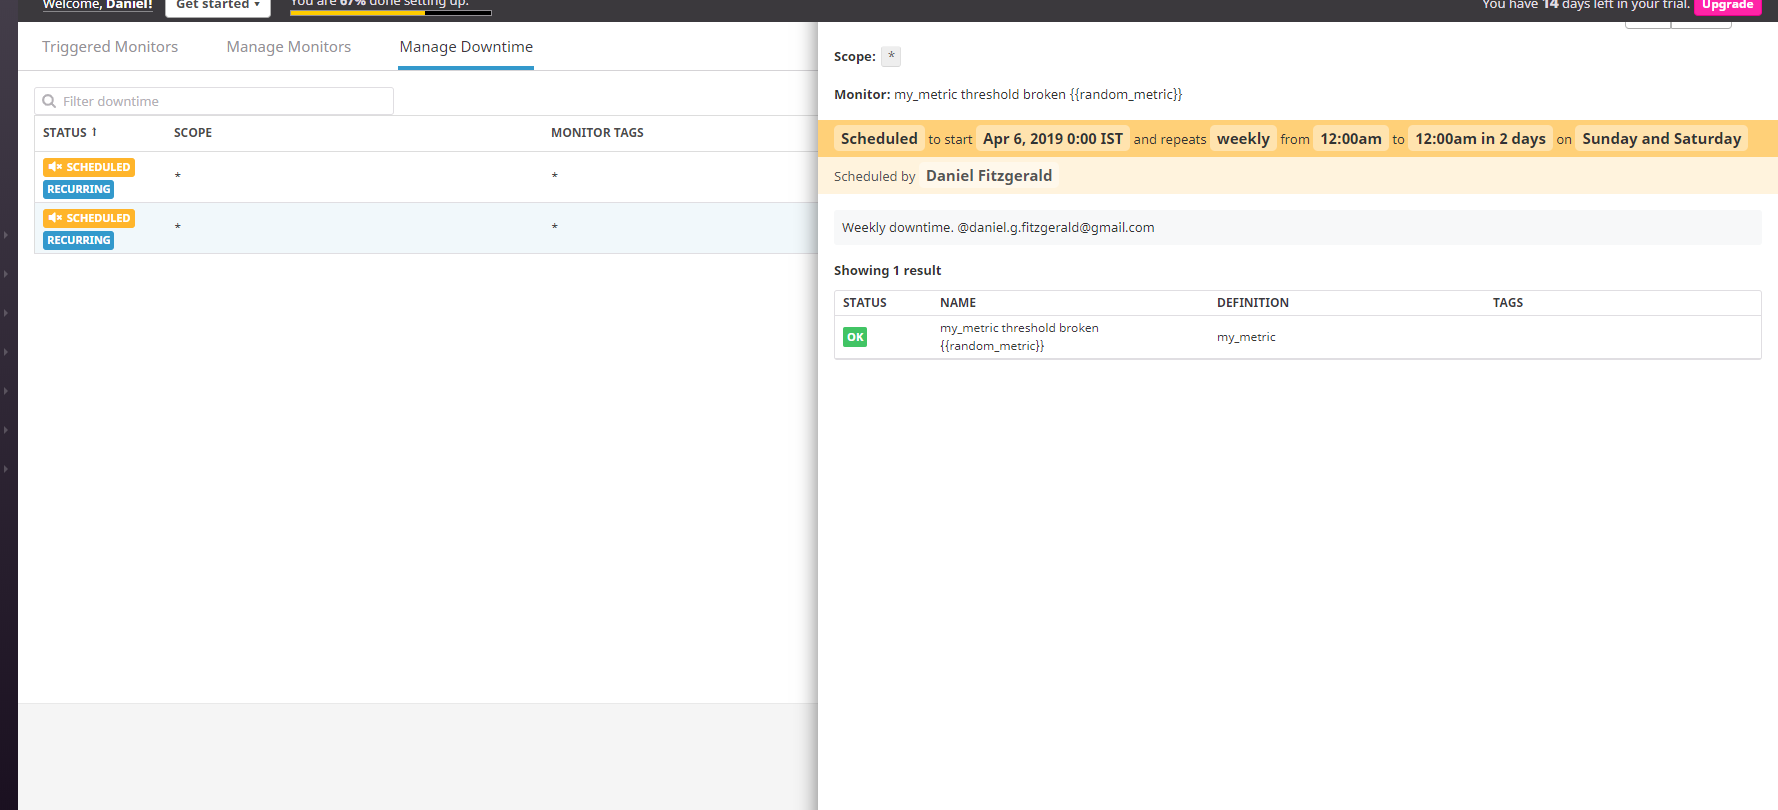 Welcome, Daniel!
Get started
You are 67% done setting up.
You have 14 days left in your trial.
Upgrade
Triggered Monitors
Manage Monitors
Manage Downtime
Filter downtime
STATUS ↑ SCOPE MONITOR TAGS
SCHEDULED
RECURRING
* *
SCHEDULED
RECURRING
* *
Scope: *
Monitor: my_metric threshold broken {{random_metric}}
Scheduled to start Apr 6, 2019 0:00 IST and repeats weekly from 12:00am to 12:00am in 2 days on Sunday and Saturday
Scheduled by Daniel Fitzgerald
Weekly downtime. @daniel.g.fitzgerald@gmail.com
Showing 1 result
STATUS NAME DEFINITION TAGS
OK
my_metric threshold broken
{{random_metric}}
my_metric